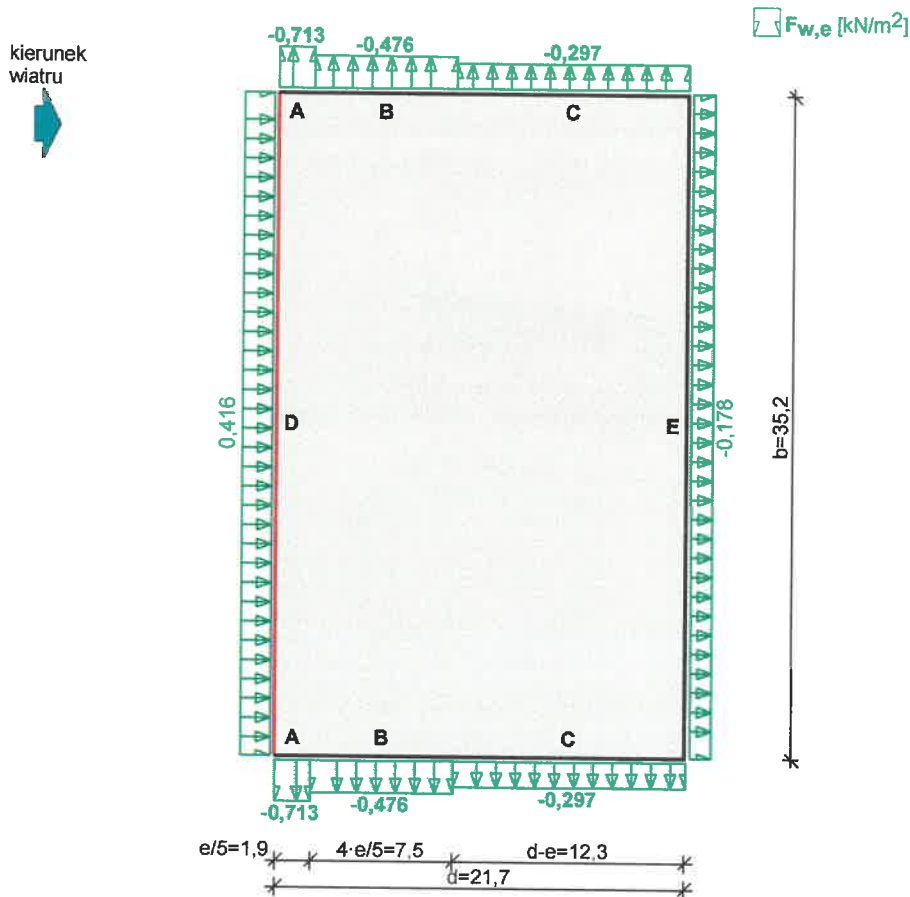 Fw,e [kN/m²]
kierunek
wiatru
-0,713
-0,476
-0,297
A B C
0,416
D
E
-0,178
b=35,2
A B C
-0,713
-0,476
-0,297
e/5=1,9
4·e/5=7,5
d-e=12,3
d=21,7